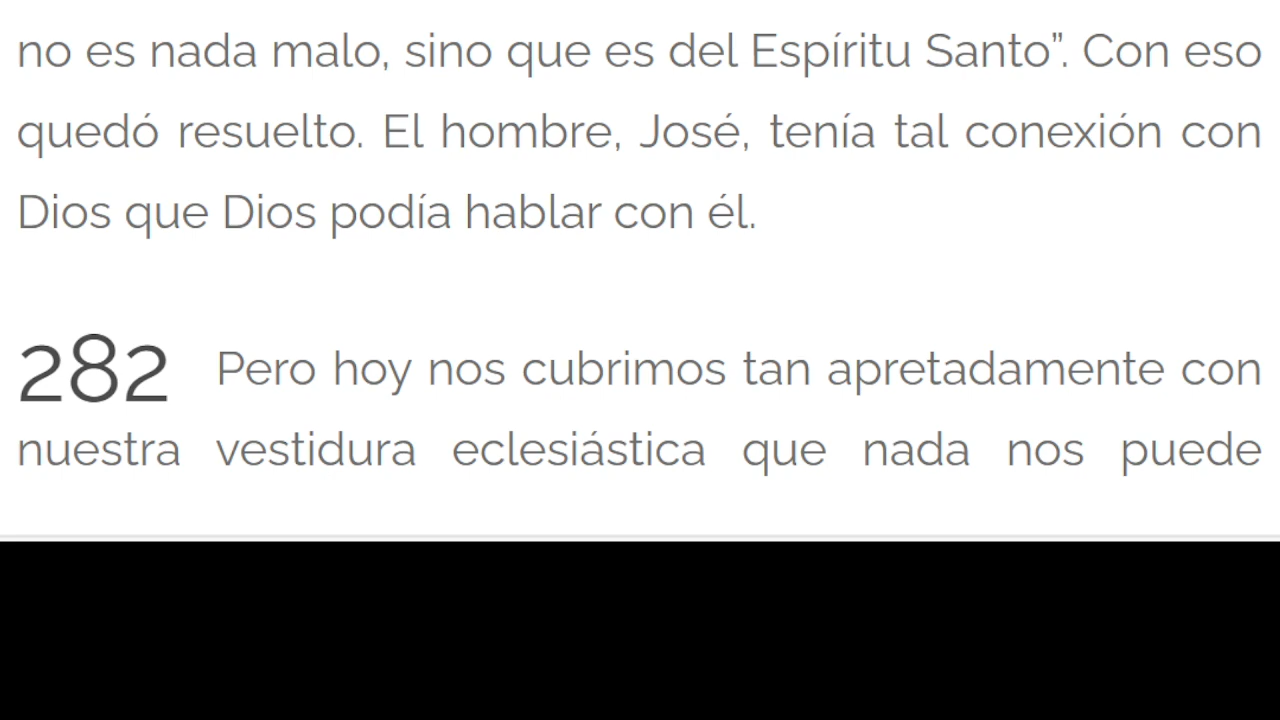 no es nada malo, sino que es del Espíritu Santo”. Con eso
quedó resuelto. El hombre, José, tenía tal conexión con
Dios que Dios podía hablar con él.
282 Pero hoy nos cubrimos tan apretadamente con
nuestra vestidura eclesiástica que nada nos puede